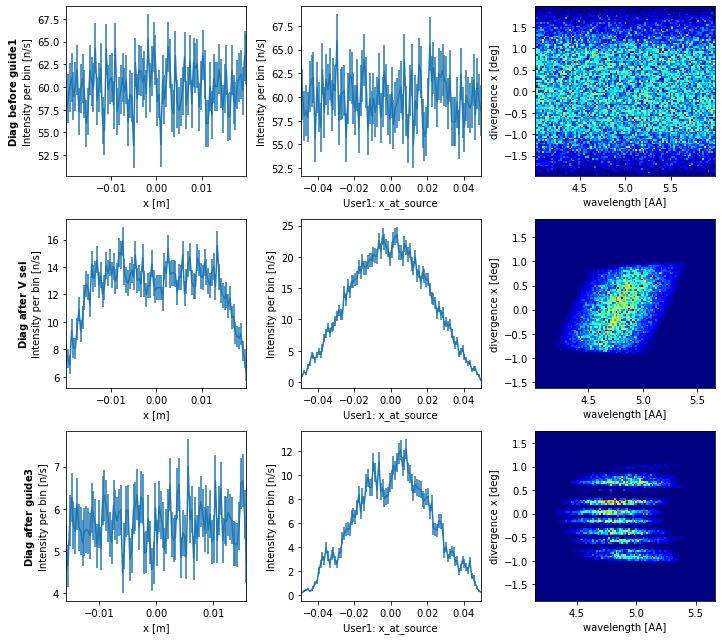 Diag before guide1
Intensity per bin [n/s]
67.5
65.0
62.5
60.0
57.5
55.0
52.5
−0.01 0.00 0.01
x [m]
Intensity per bin [n/s]
67.5
65.0
62.5
60.0
57.5
55.0
52.5
−0.04 −0.02 0.00 0.02 0.04
User1: x_at_source
divergence x [deg]
1.5
1.0
0.5
0.0
−0.5
−1.0
−1.5
4.5 5.0 5.5
wavelength [AA]
Diag after V sel
Intensity per bin [n/s]
16
14
12
10
8
6
−0.01 0.00 0.01
x [m]
Intensity per bin [n/s]
25
20
15
10
5
0
−0.04 −0.02 0.00 0.02 0.04
User1: x_at_source
divergence x [deg]
1.5
1.0
0.5
0.0
−0.5
−1.0
−1.5
4.5 5.0 5.5
wavelength [AA]
Diag after guide3
Intensity per bin [n/s]
7
6
5
4
−0.01 0.00 0.01
x [m]
Intensity per bin [n/s]
12
10
8
6
4
2
0
−0.04 −0.02 0.00 0.02 0.04
User1: x_at_source
divergence x [deg]
1.5
1.0
0.5
0.0
−0.5
−1.0
−1.5
4.5 5.0 5.5
wavelength [AA]